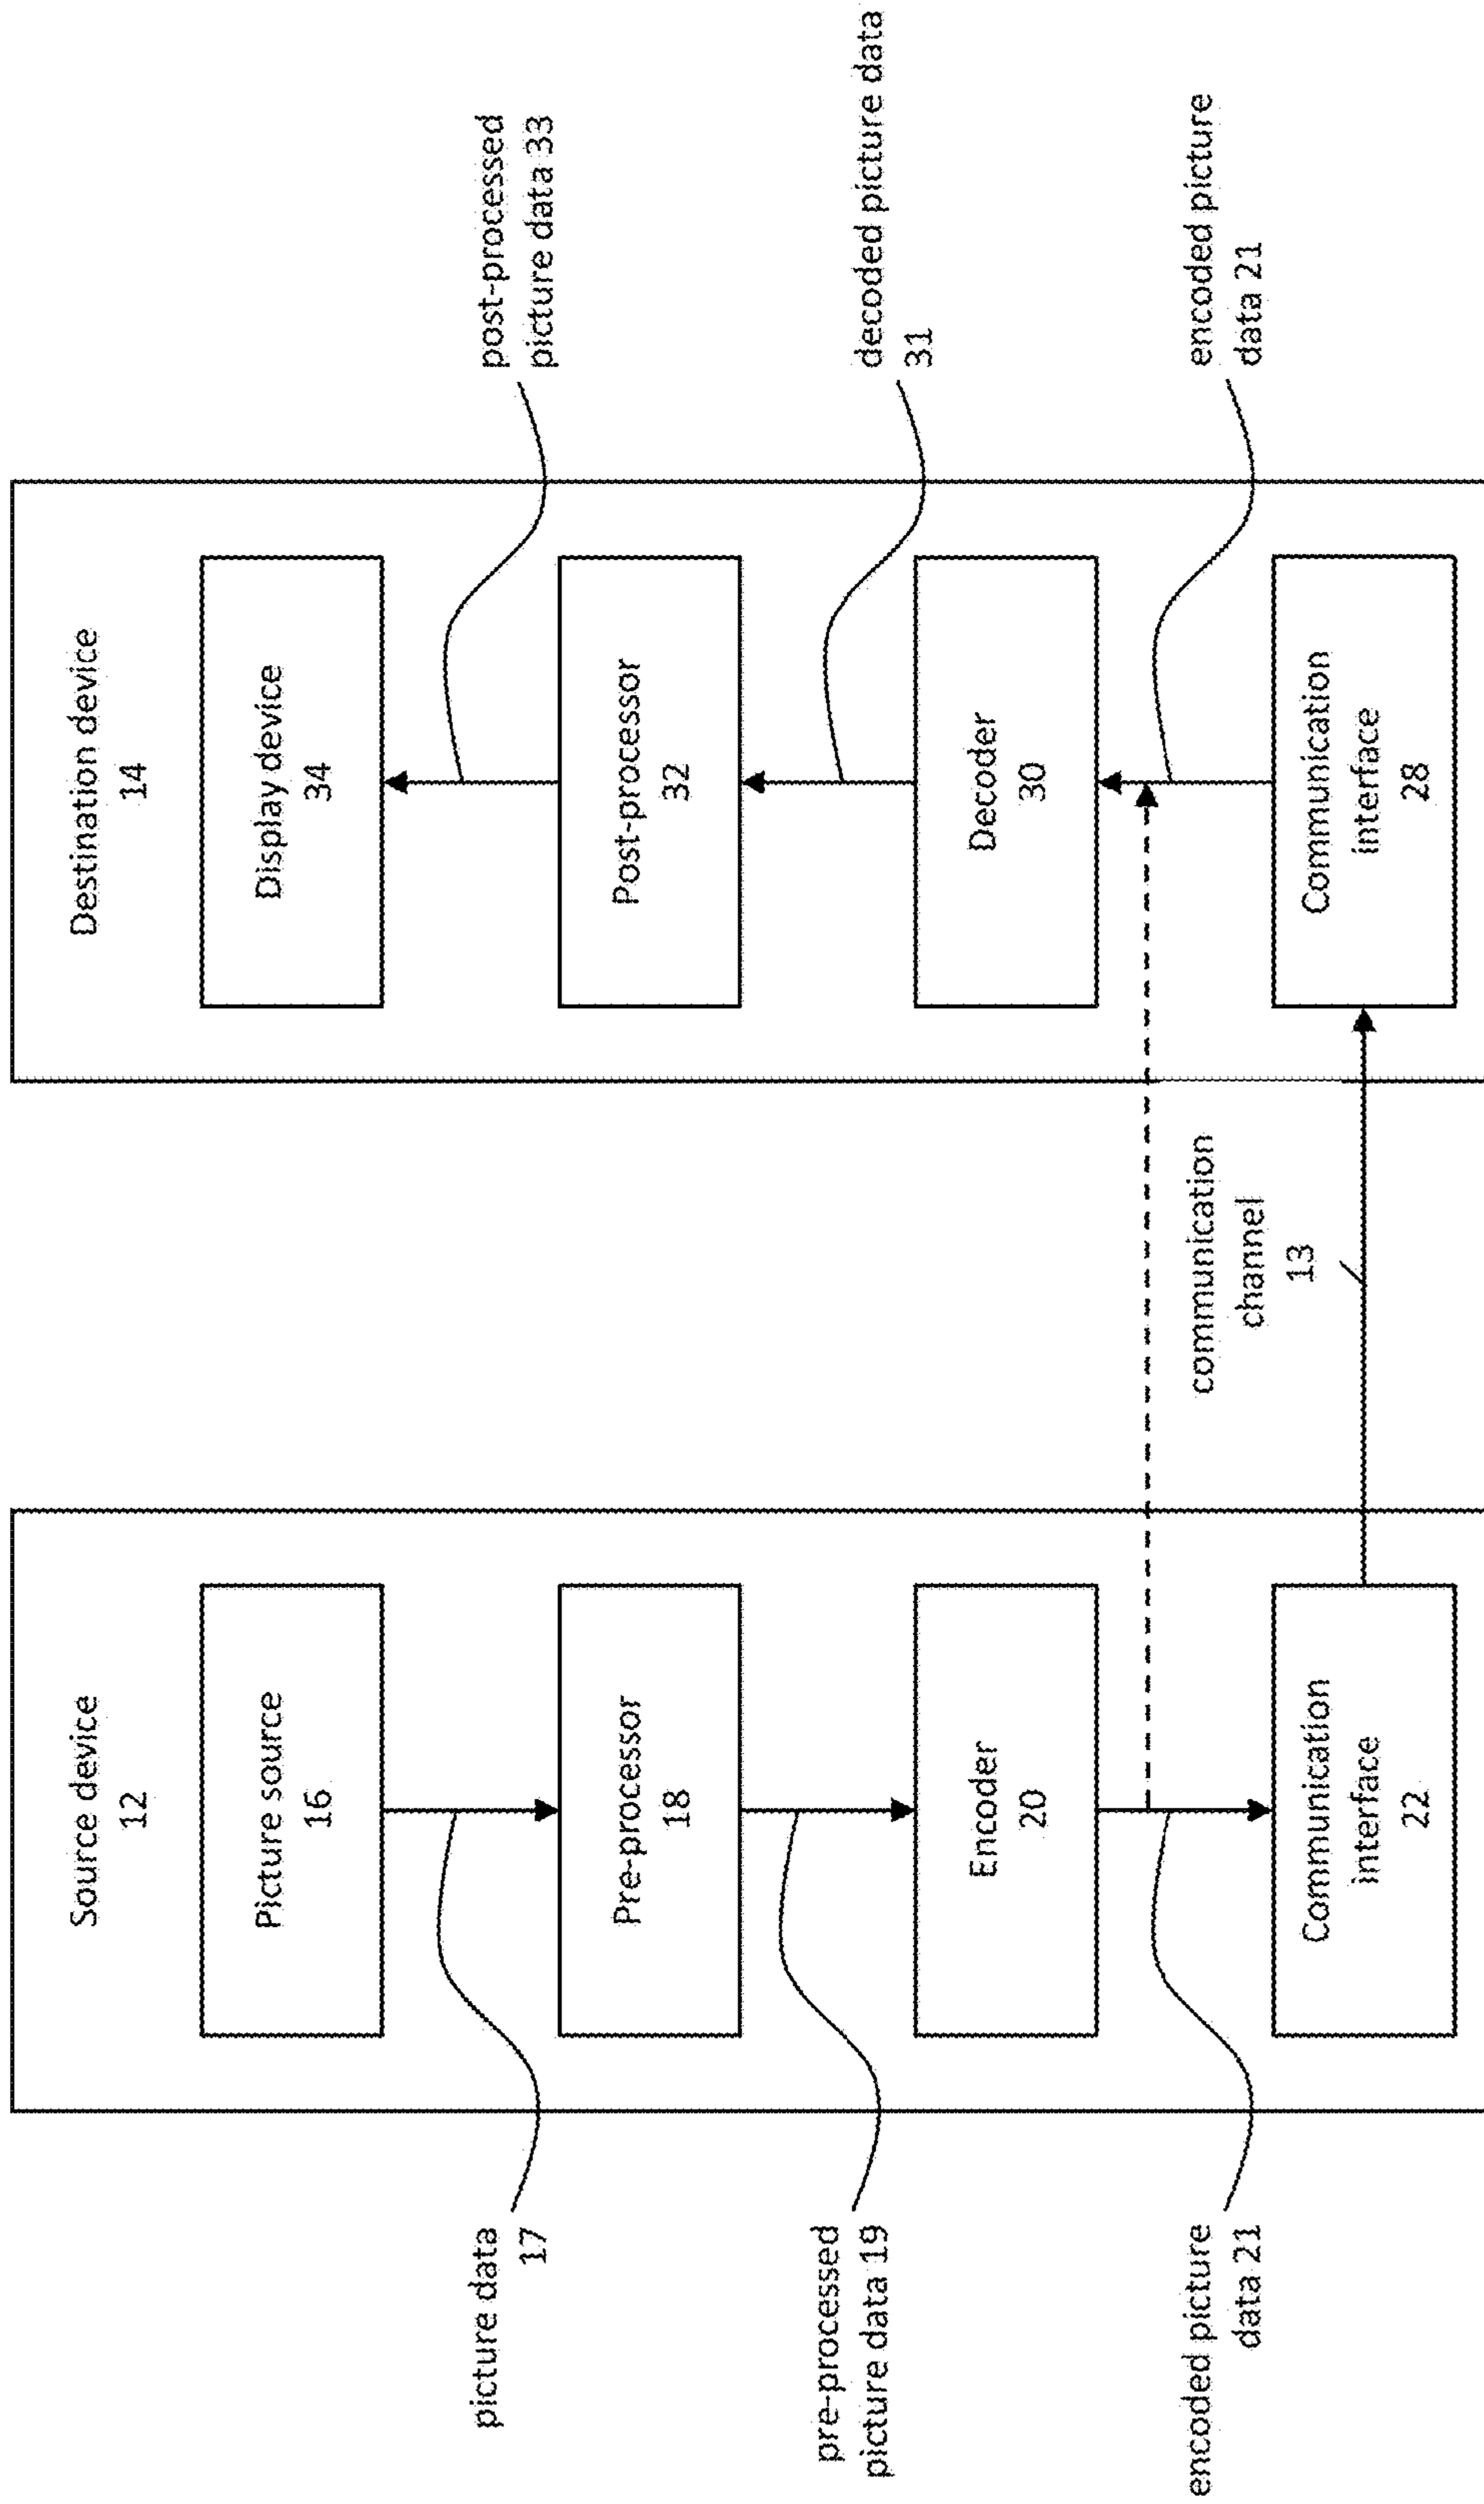 Source device
12
Picture source
16
picture data
17
Pre-processor
18
pre-processed
picture data 19
Encoder
20
encoded picture
data 21
Communication
interface
22
communication
channel
13
Destination device
14
Display device
34
post-processed
picture data 33
Post-processor
32
decoded picture data
31
Decoder
30
encoded picture
data 21
Communication
interface
28